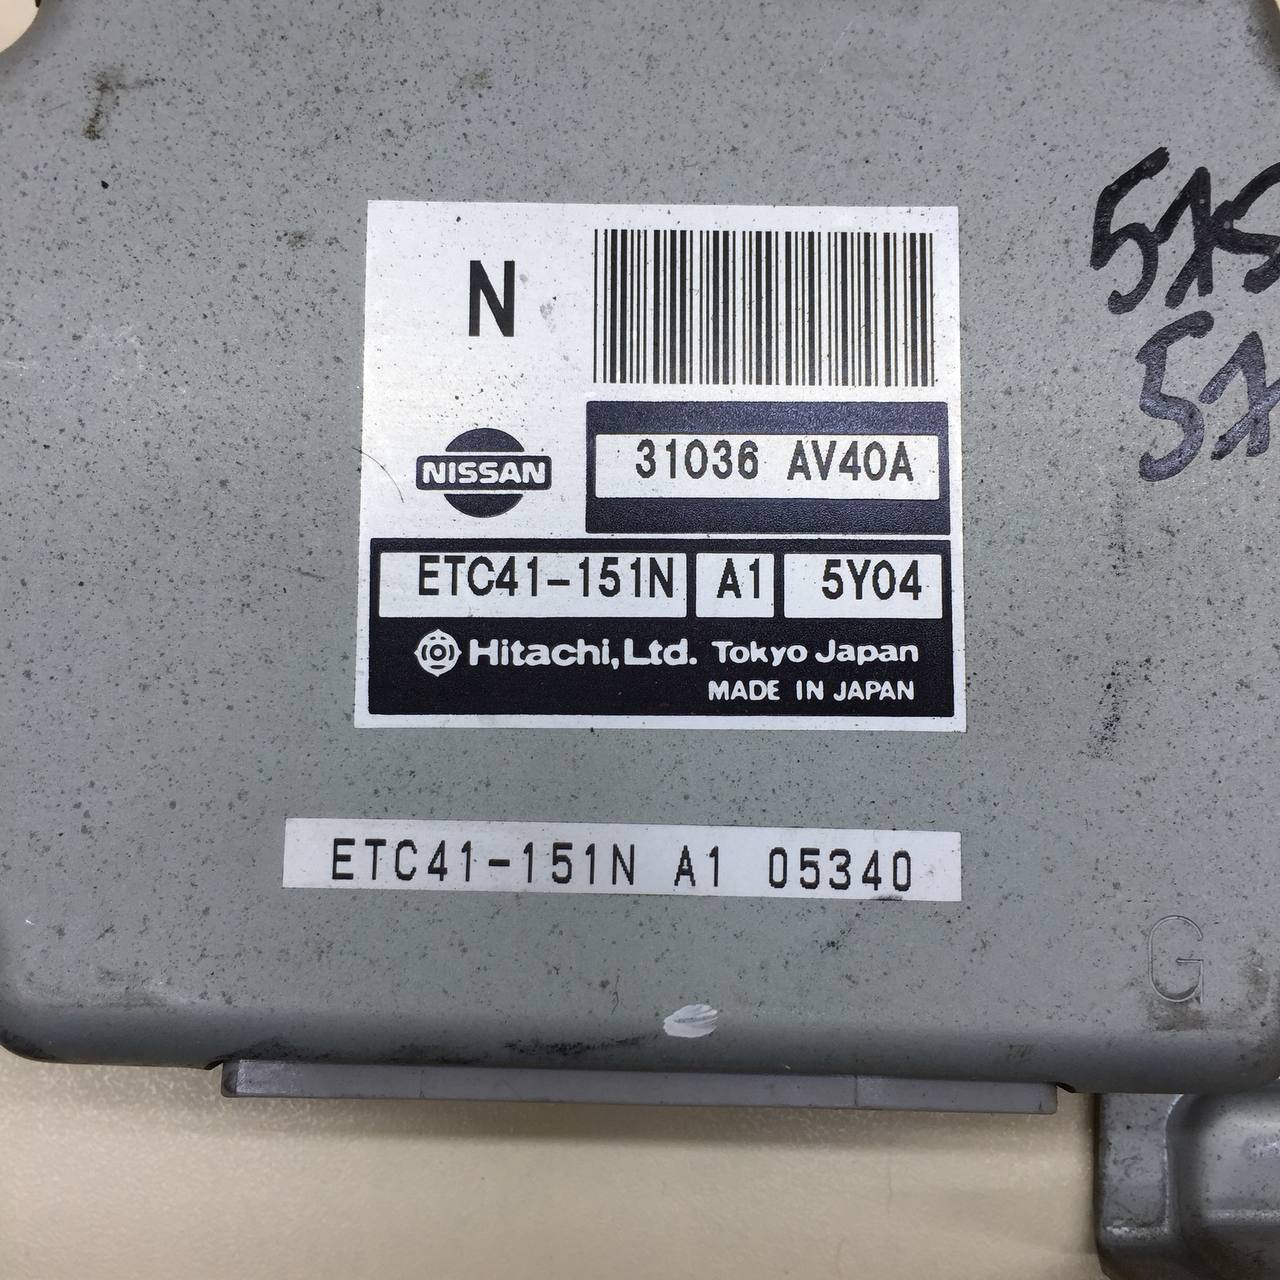 N
NISSAN
31036 AV40A
ETC41-151N A1 5Y04
Hitachi, Ltd. Tokyo Japan
MADE IN JAPAN
ETC41-151N A1 05340
G